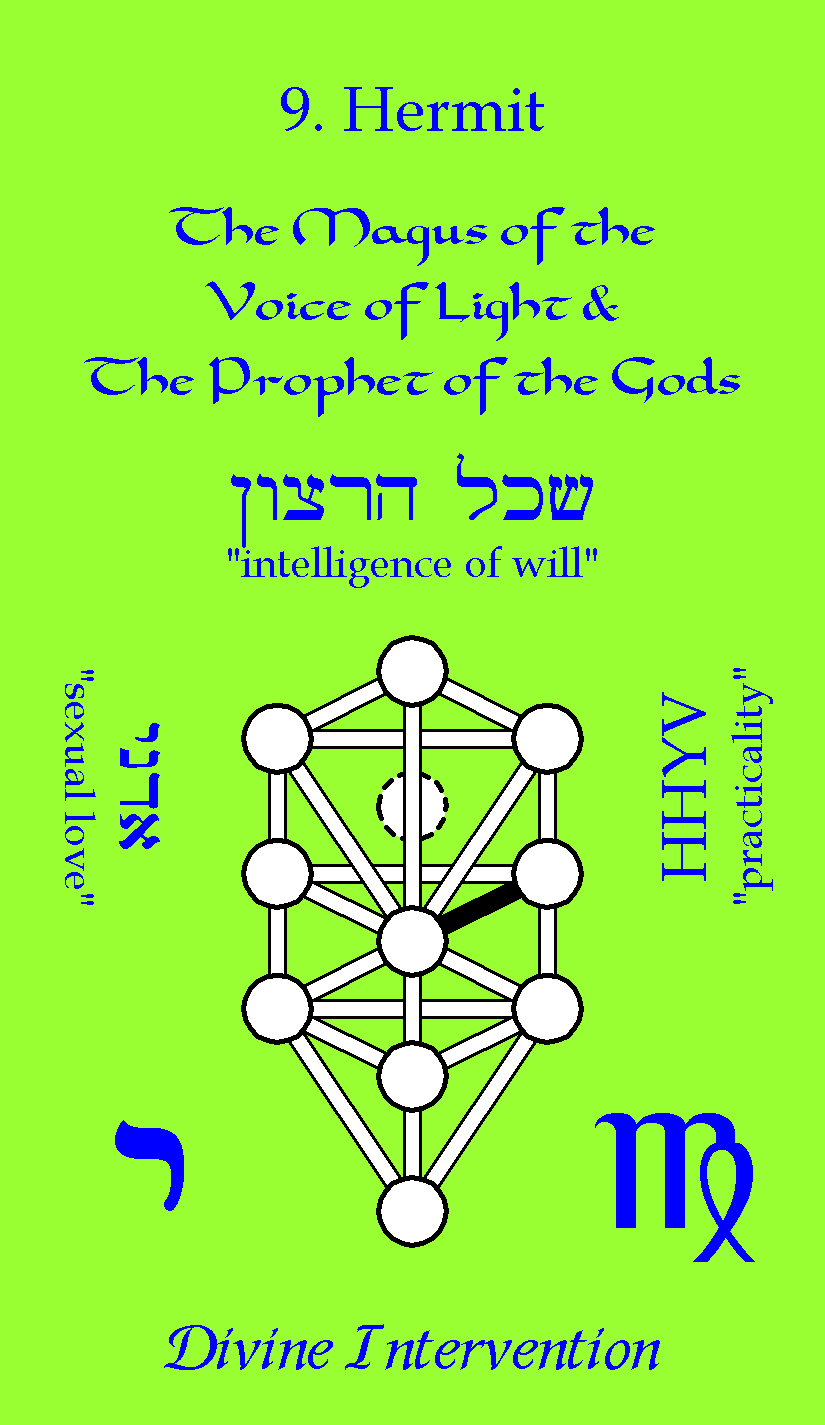 9. Hermit
The Magus of the
Voice of Light &
The Prophet of the Gods
שכל הרצון
"intelligence of will"
"sexual love"
אדני
HHYV
"practicality"
י
♍
Divine Intervention